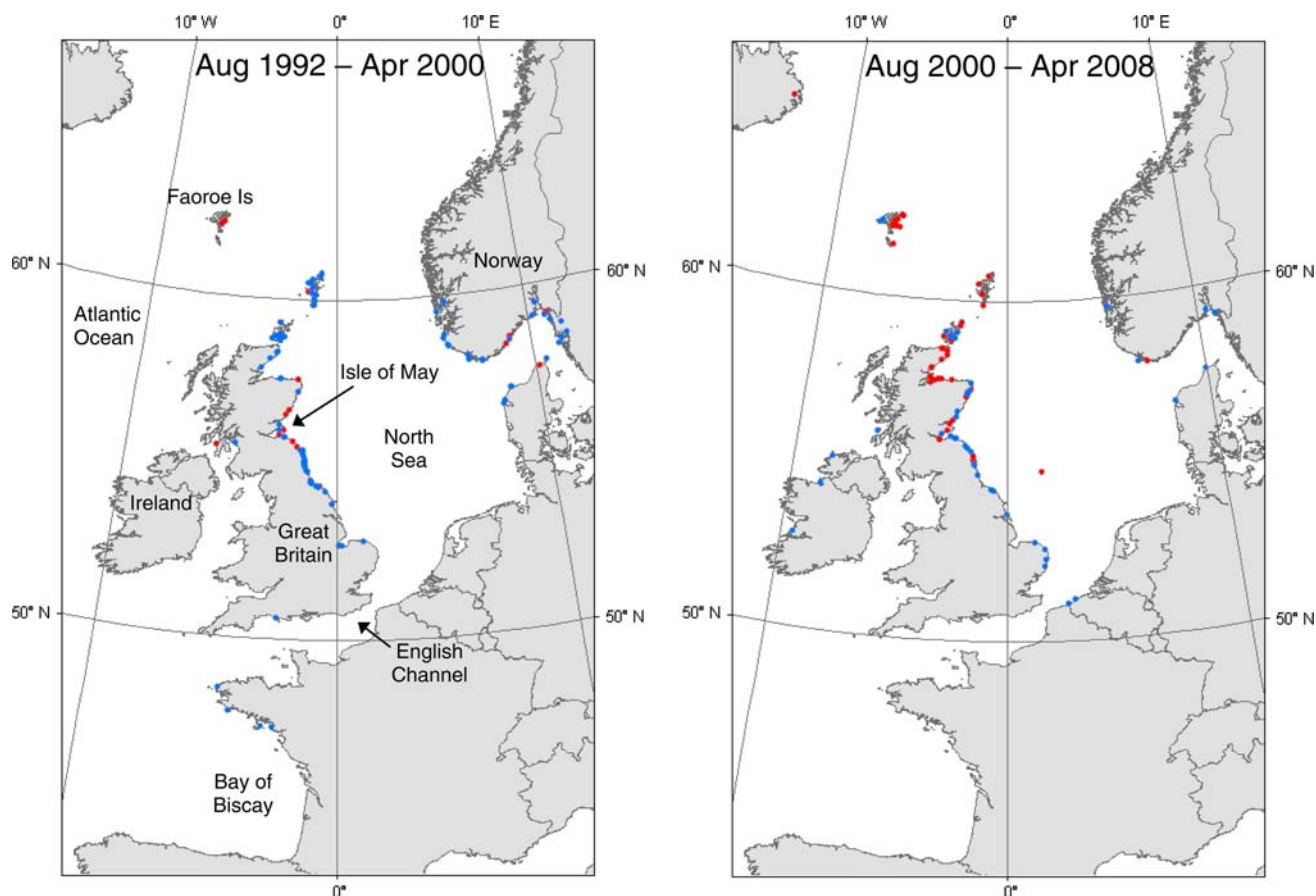 10° W 0° 10° E
Aug 1992 – Apr 2000
Faoroe Is
60° N
Norway
60° N
Atlantic
Ocean
Isle of May
North
Sea
Ireland
Great
Britain
50° N
50° N
English
Channel
Bay of
Biscay
0°
10° W 0° 10° E
Aug 2000 – Apr 2008
60° N
60° N
50° N
50° N
0°